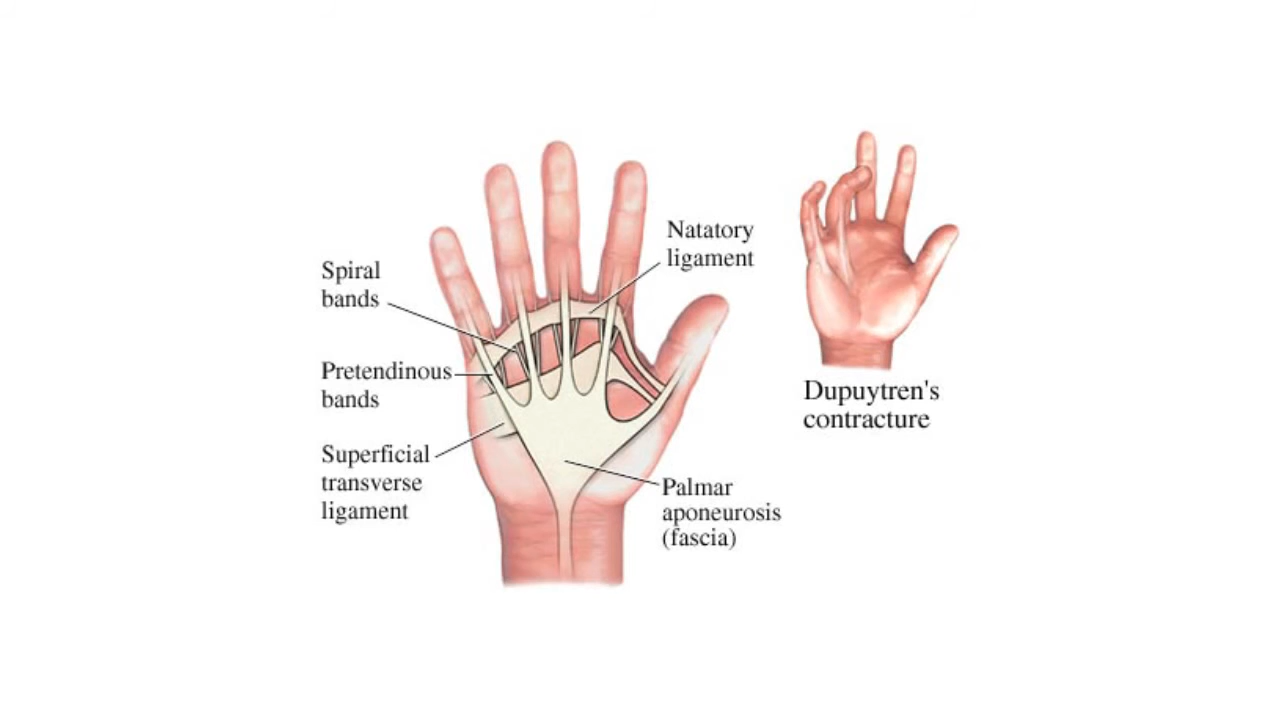 Spiral
bands
Pretendinous
bands
Superficial
transverse
ligament
Natatory
ligament
Palmar
aponeurosis
(fascia)
Dupuytren's
contracture